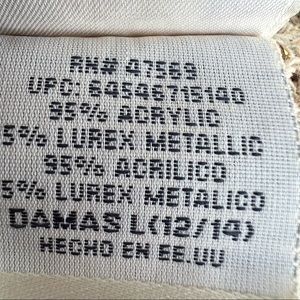 RN# 47569
UPC: 64546715140
95% ACRYLIC
5% LUREX METALLIC
95% ACRILICO
5% LUREX METALICO
DAMAS L(12/14)
HECHO EN EE.UU